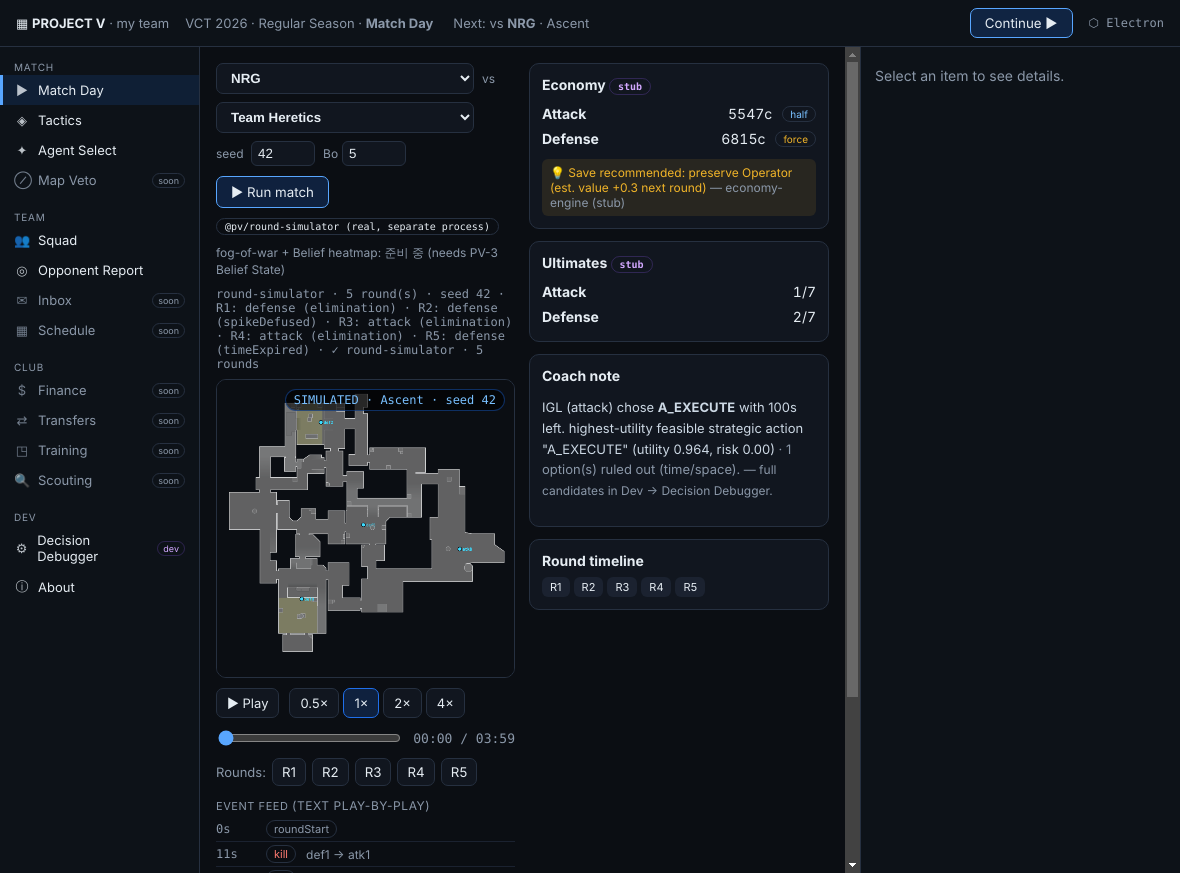 PROJECT V · my team
VCT 2026 · Regular Season · Match Day
Next: vs NRG · Ascent
Continue ▶
Electron
MATCH
Match Day
Tactics
Agent Select
Map Veto soon
TEAM
Squad
Opponent Report
Inbox soon
Schedule soon
CLUB
Finance soon
Transfers soon
Training soon
Scouting soon
DEV
Decision
Debugger dev
About
NRG vs
Team Heretics
seed 42 Bo 5
▶ Run match
@pv/round-simulator (real, separate process)
fog-of-war + Belief heatmap: 준비 중 (needs PV-3
Belief State)
round-simulator · 5 round(s) · seed 42 ·
R1: defense (elimination) · R2: defense
(spikeDefused) · R3: attack (elimination)
· R4: attack (elimination) · R5: defense
(timeExpired) · ✓ round-simulator · 5
rounds
SIMULATED · Ascent · seed 42
▶ Play 0.5× 1× 2× 4×
00:00 / 03:59
Rounds: R1 R2 R3 R4 R5
EVENT FEED (TEXT PLAY-BY-PLAY)
0s roundStart
11s kill def1 → atk1
Economy stub
Attack 5547c half
Defense 6815c force
💡 Save recommended: preserve Operator
(est. value +0.3 next round) — economy-
engine (stub)
Ultimates stub
Attack 1/7
Defense 2/7
Coach note
IGL (attack) chose A_EXECUTE with 100s
left. highest-utility feasible strategic action
"A_EXECUTE" (utility 0.964, risk 0.00) · 1
option(s) ruled out (time/space). — full
candidates in Dev → Decision Debugger.
Round timeline
R1 R2 R3 R4 R5
Select an item to see details.